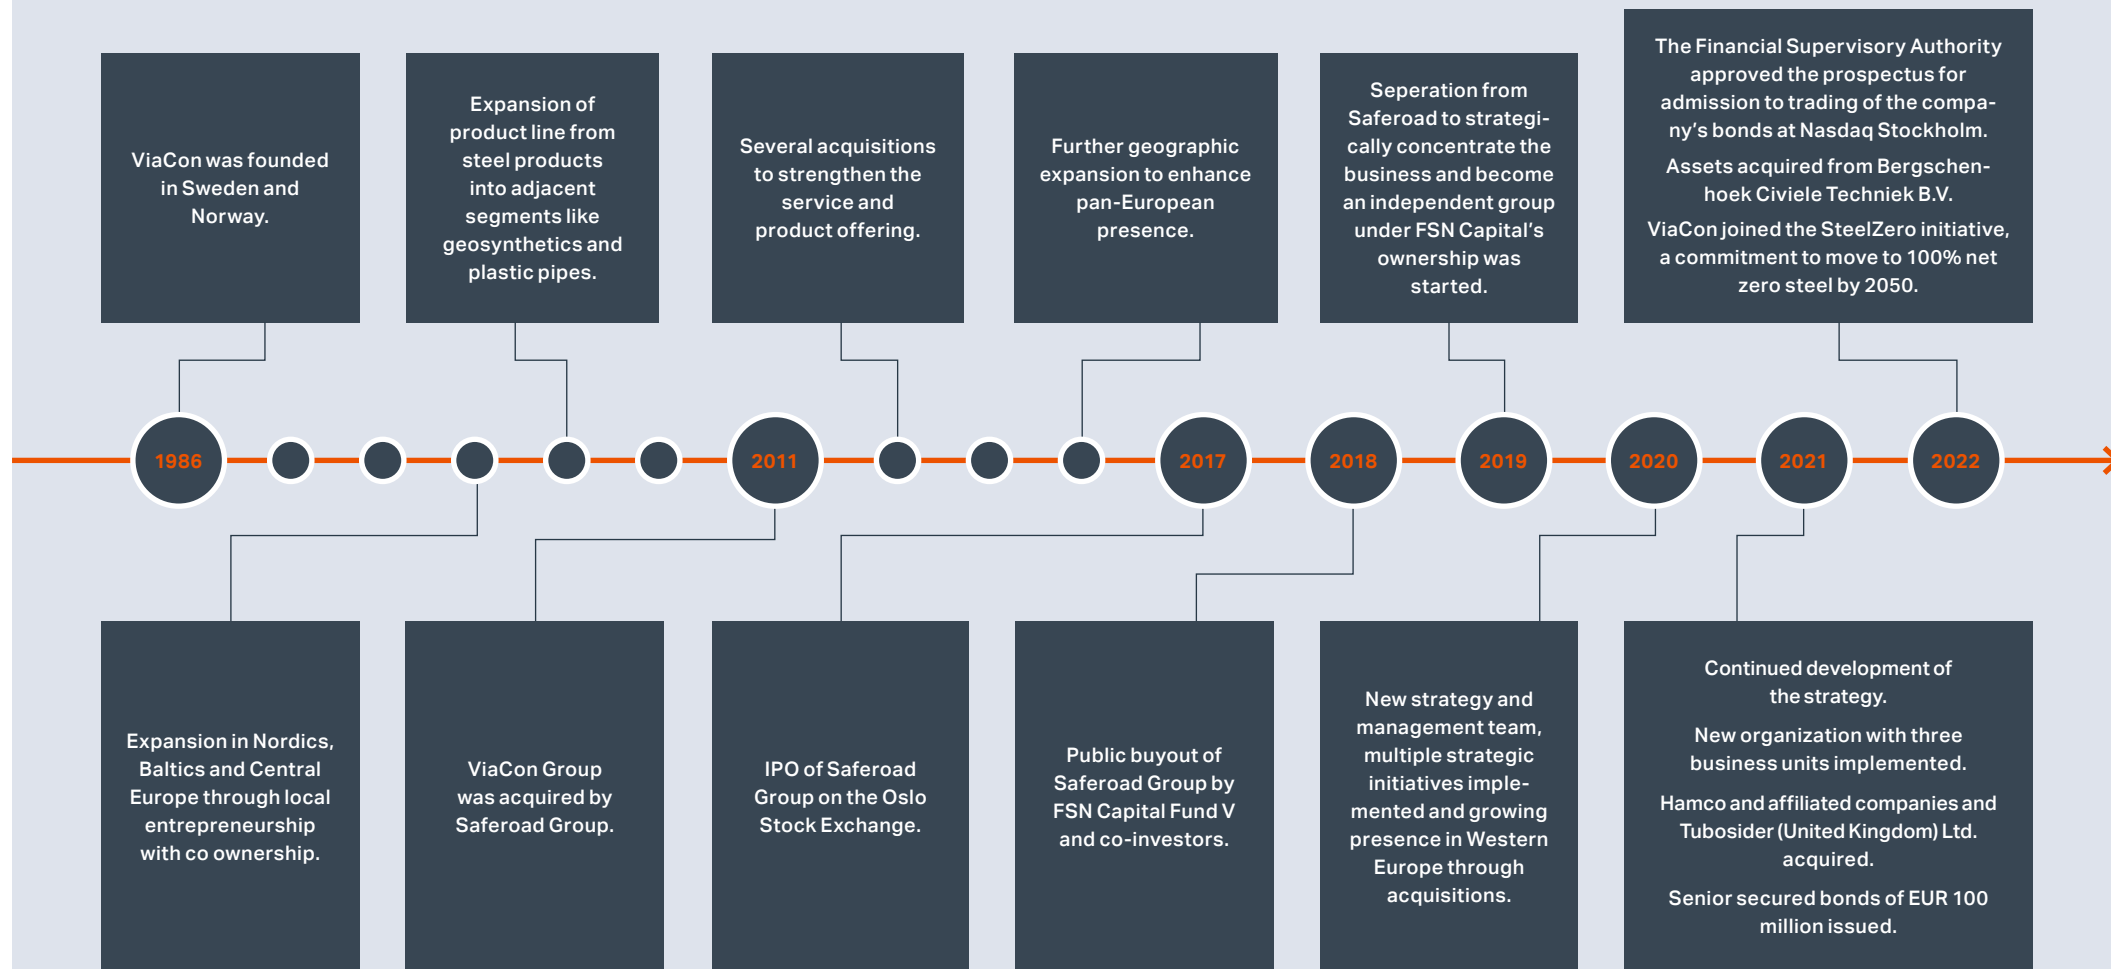 ViaCon was founded
in Sweden and
Norway.
Expansion of
product line from
steel products
into adjacent
segments like
geosynthetics and
plastic pipes.
Several acquisitions
to strengthen the
service and
product offering.
Further geographic
expansion to enhance
pan-European
presence.
Seperation from
Saferoad to strategi-
cally concentrate the
business and become
an independent group
under FSN Capital’s
ownership was
started.
The Financial Supervisory Authority
approved the prospectus for
admission to trading of the compa-
ny’s bonds at Nasdaq Stockholm.
Assets acquired from Bergschen-
hoek Civiele Techniek B.V.
ViaCon joined the SteelZero initiative,
a commitment to move to 100% net
zero steel by 2050.
1986
2011
2017
2018
2019
2020
2021
2022
Expansion in Nordics,
Baltics and Central
Europe through local
entrepreneurship
with co ownership.
ViaCon Group
was acquired by
Saferoad Group.
IPO of Saferoad
Group on the Oslo
Stock Exchange.
Public buyout of
Saferoad Group by
FSN Capital Fund V
and co-investors.
New strategy and
management team,
multiple strategic
initiatives imple-
mented and growing
presence in Western
Europe through
acquisitions.
Continued development of
the strategy.
New organization with three
business units implemented.
Hamco and affiliated companies and
Tubosider (United Kingdom) Ltd.
acquired.
Senior secured bonds of EUR 100
million issued.